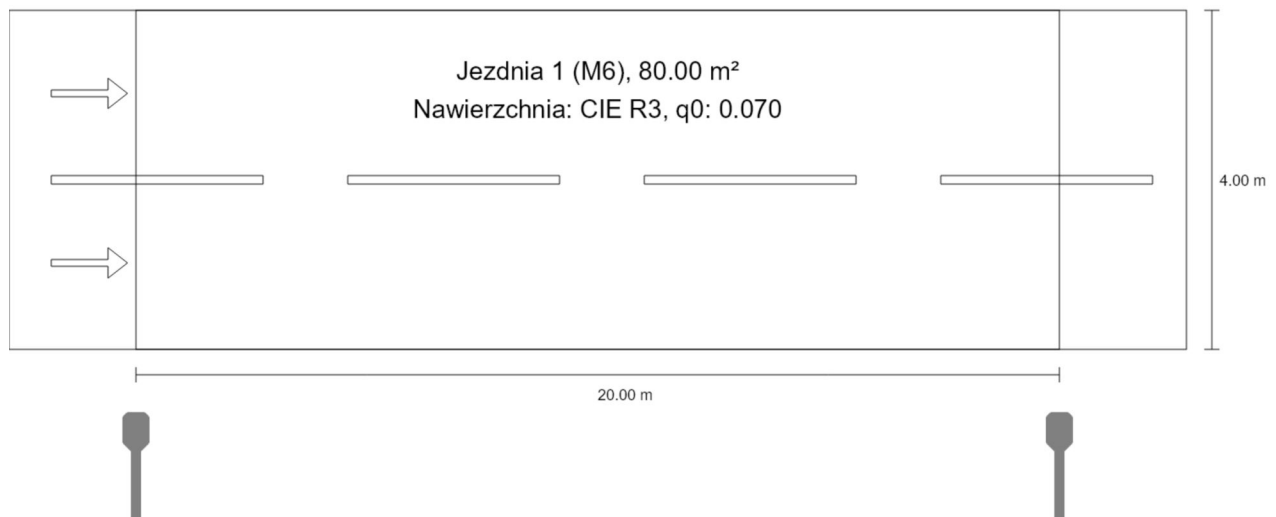 Jezdnia 1 (M6), 80.00 m²
Nawierzchnia: CIE R3, q0: 0.070
4.00 m
20.00 m